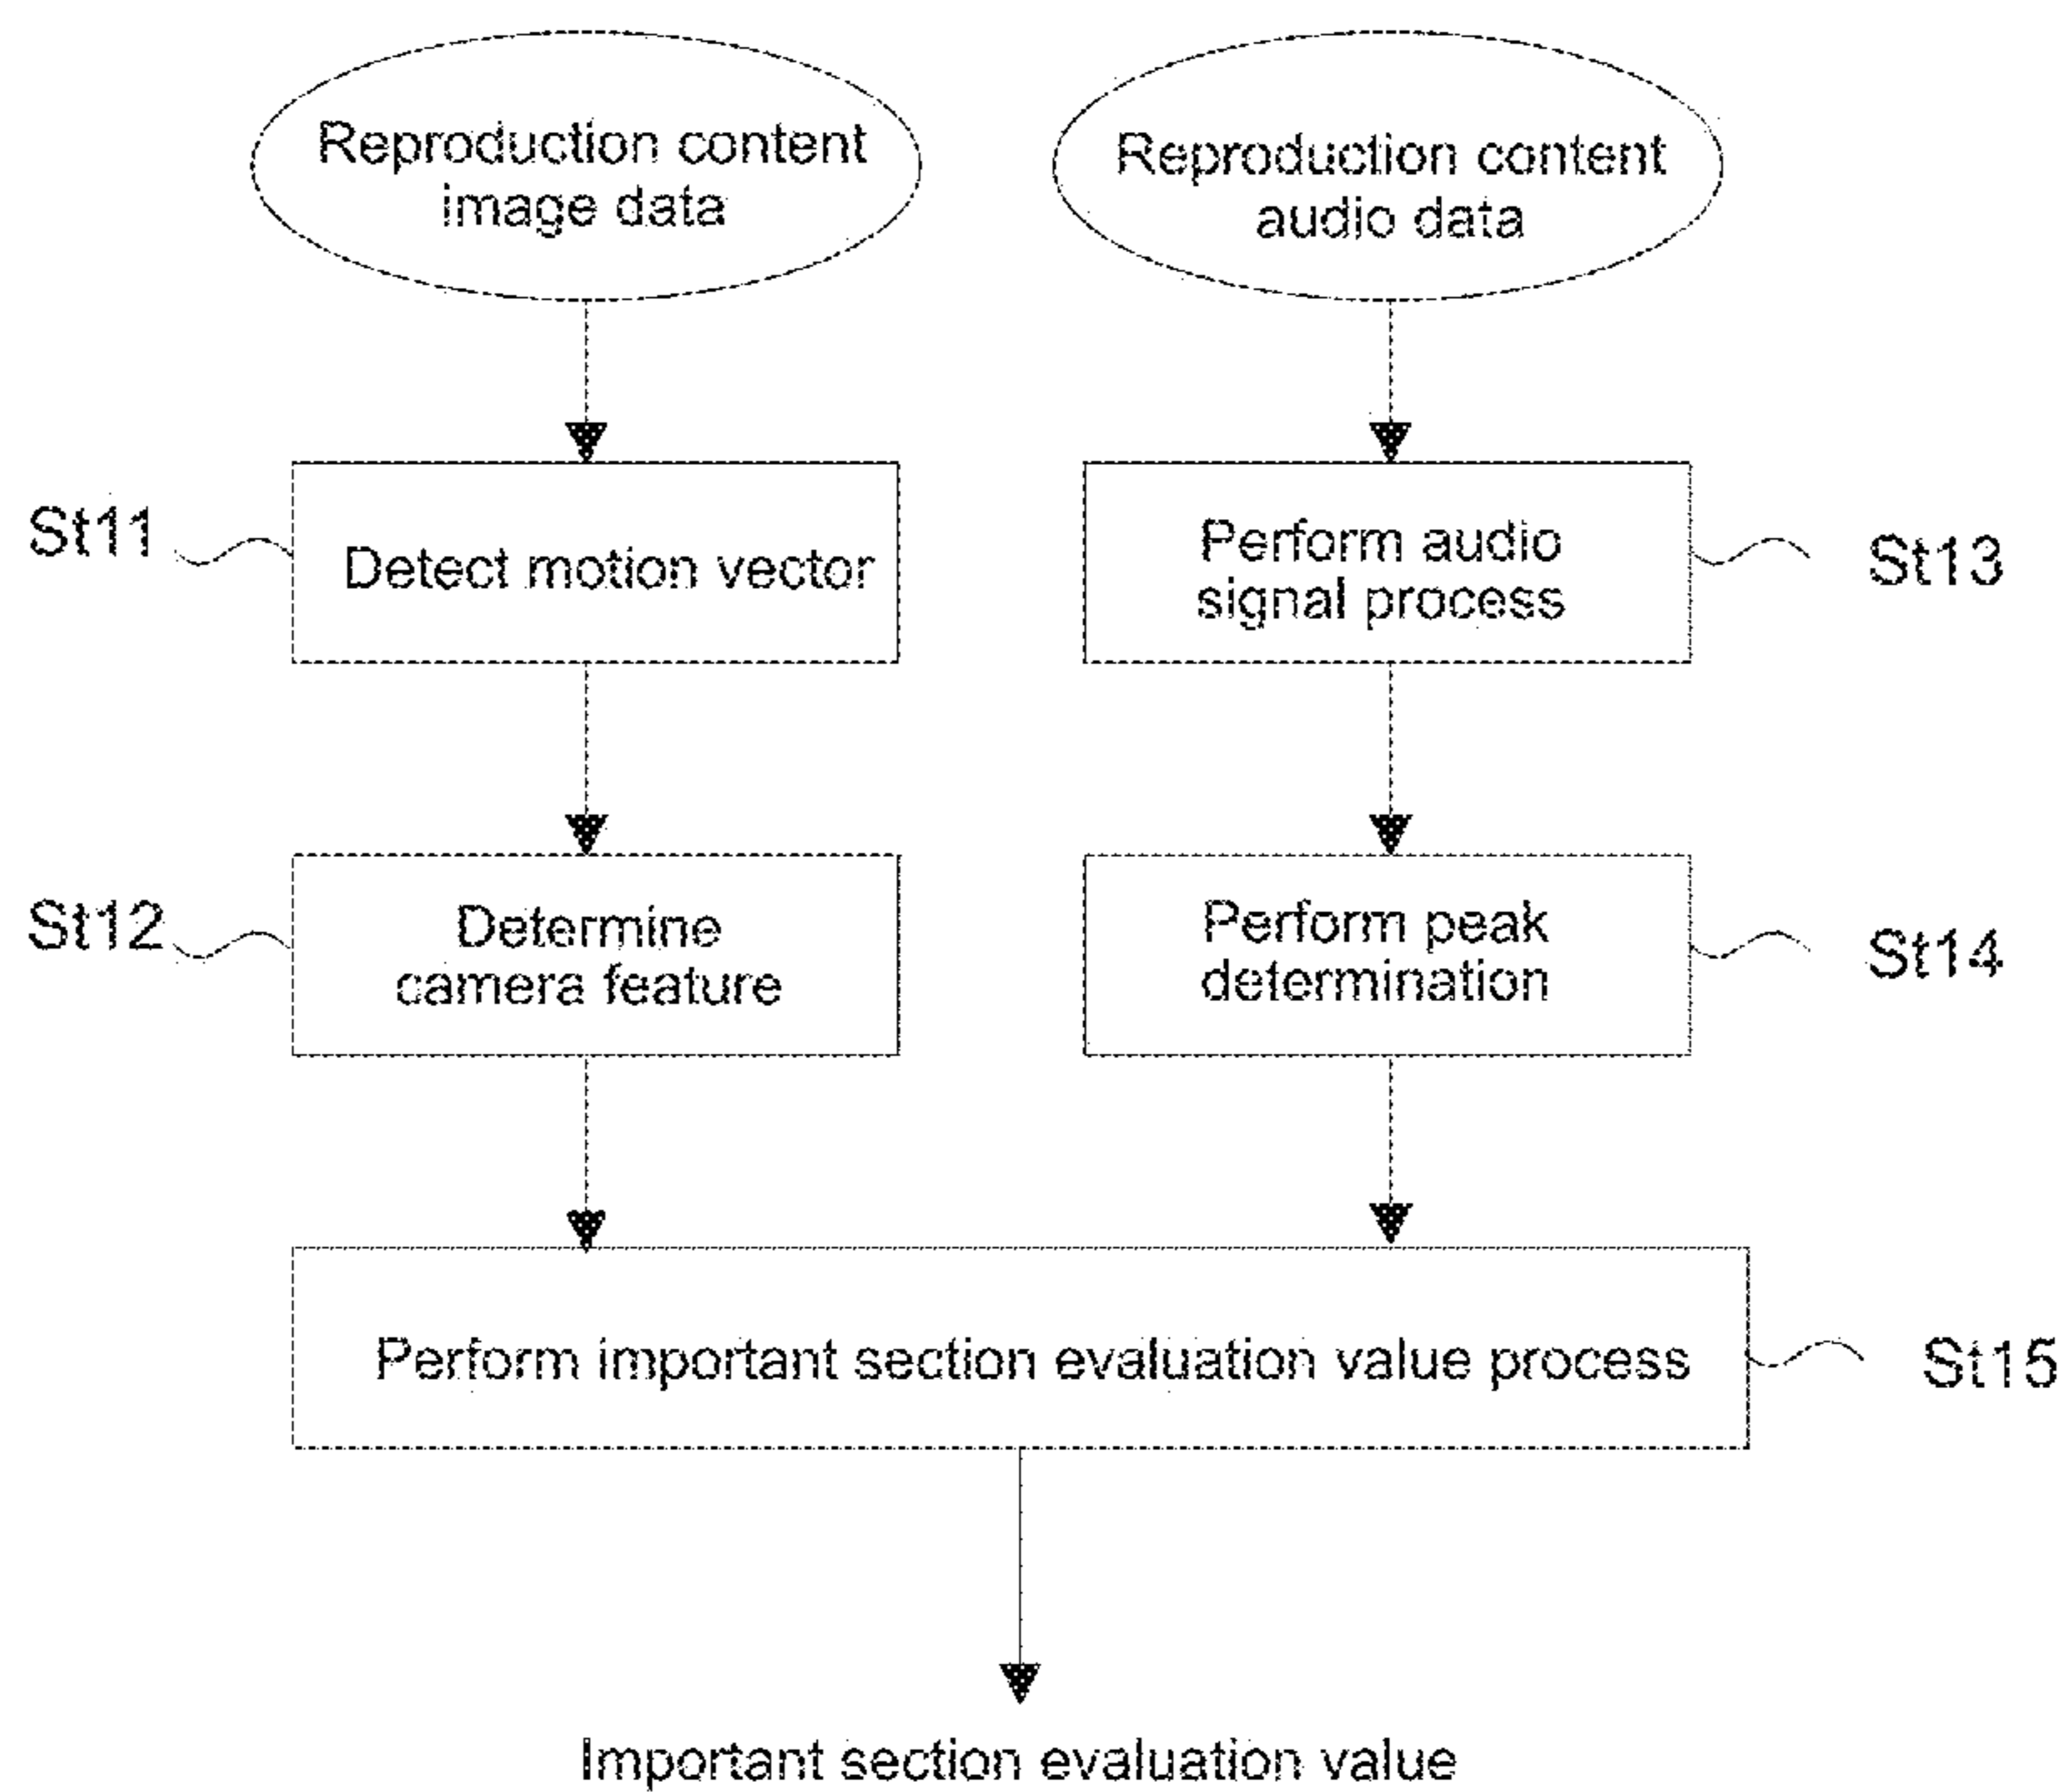 Reproduction content
image data
Reproduction content
audio data
St11
Detect motion vector
Perform audio
signal process
St13
St12
Determine
camera feature
Perform peak
determination
St14
Perform important section evaluation value process
St15
Important section evaluation value